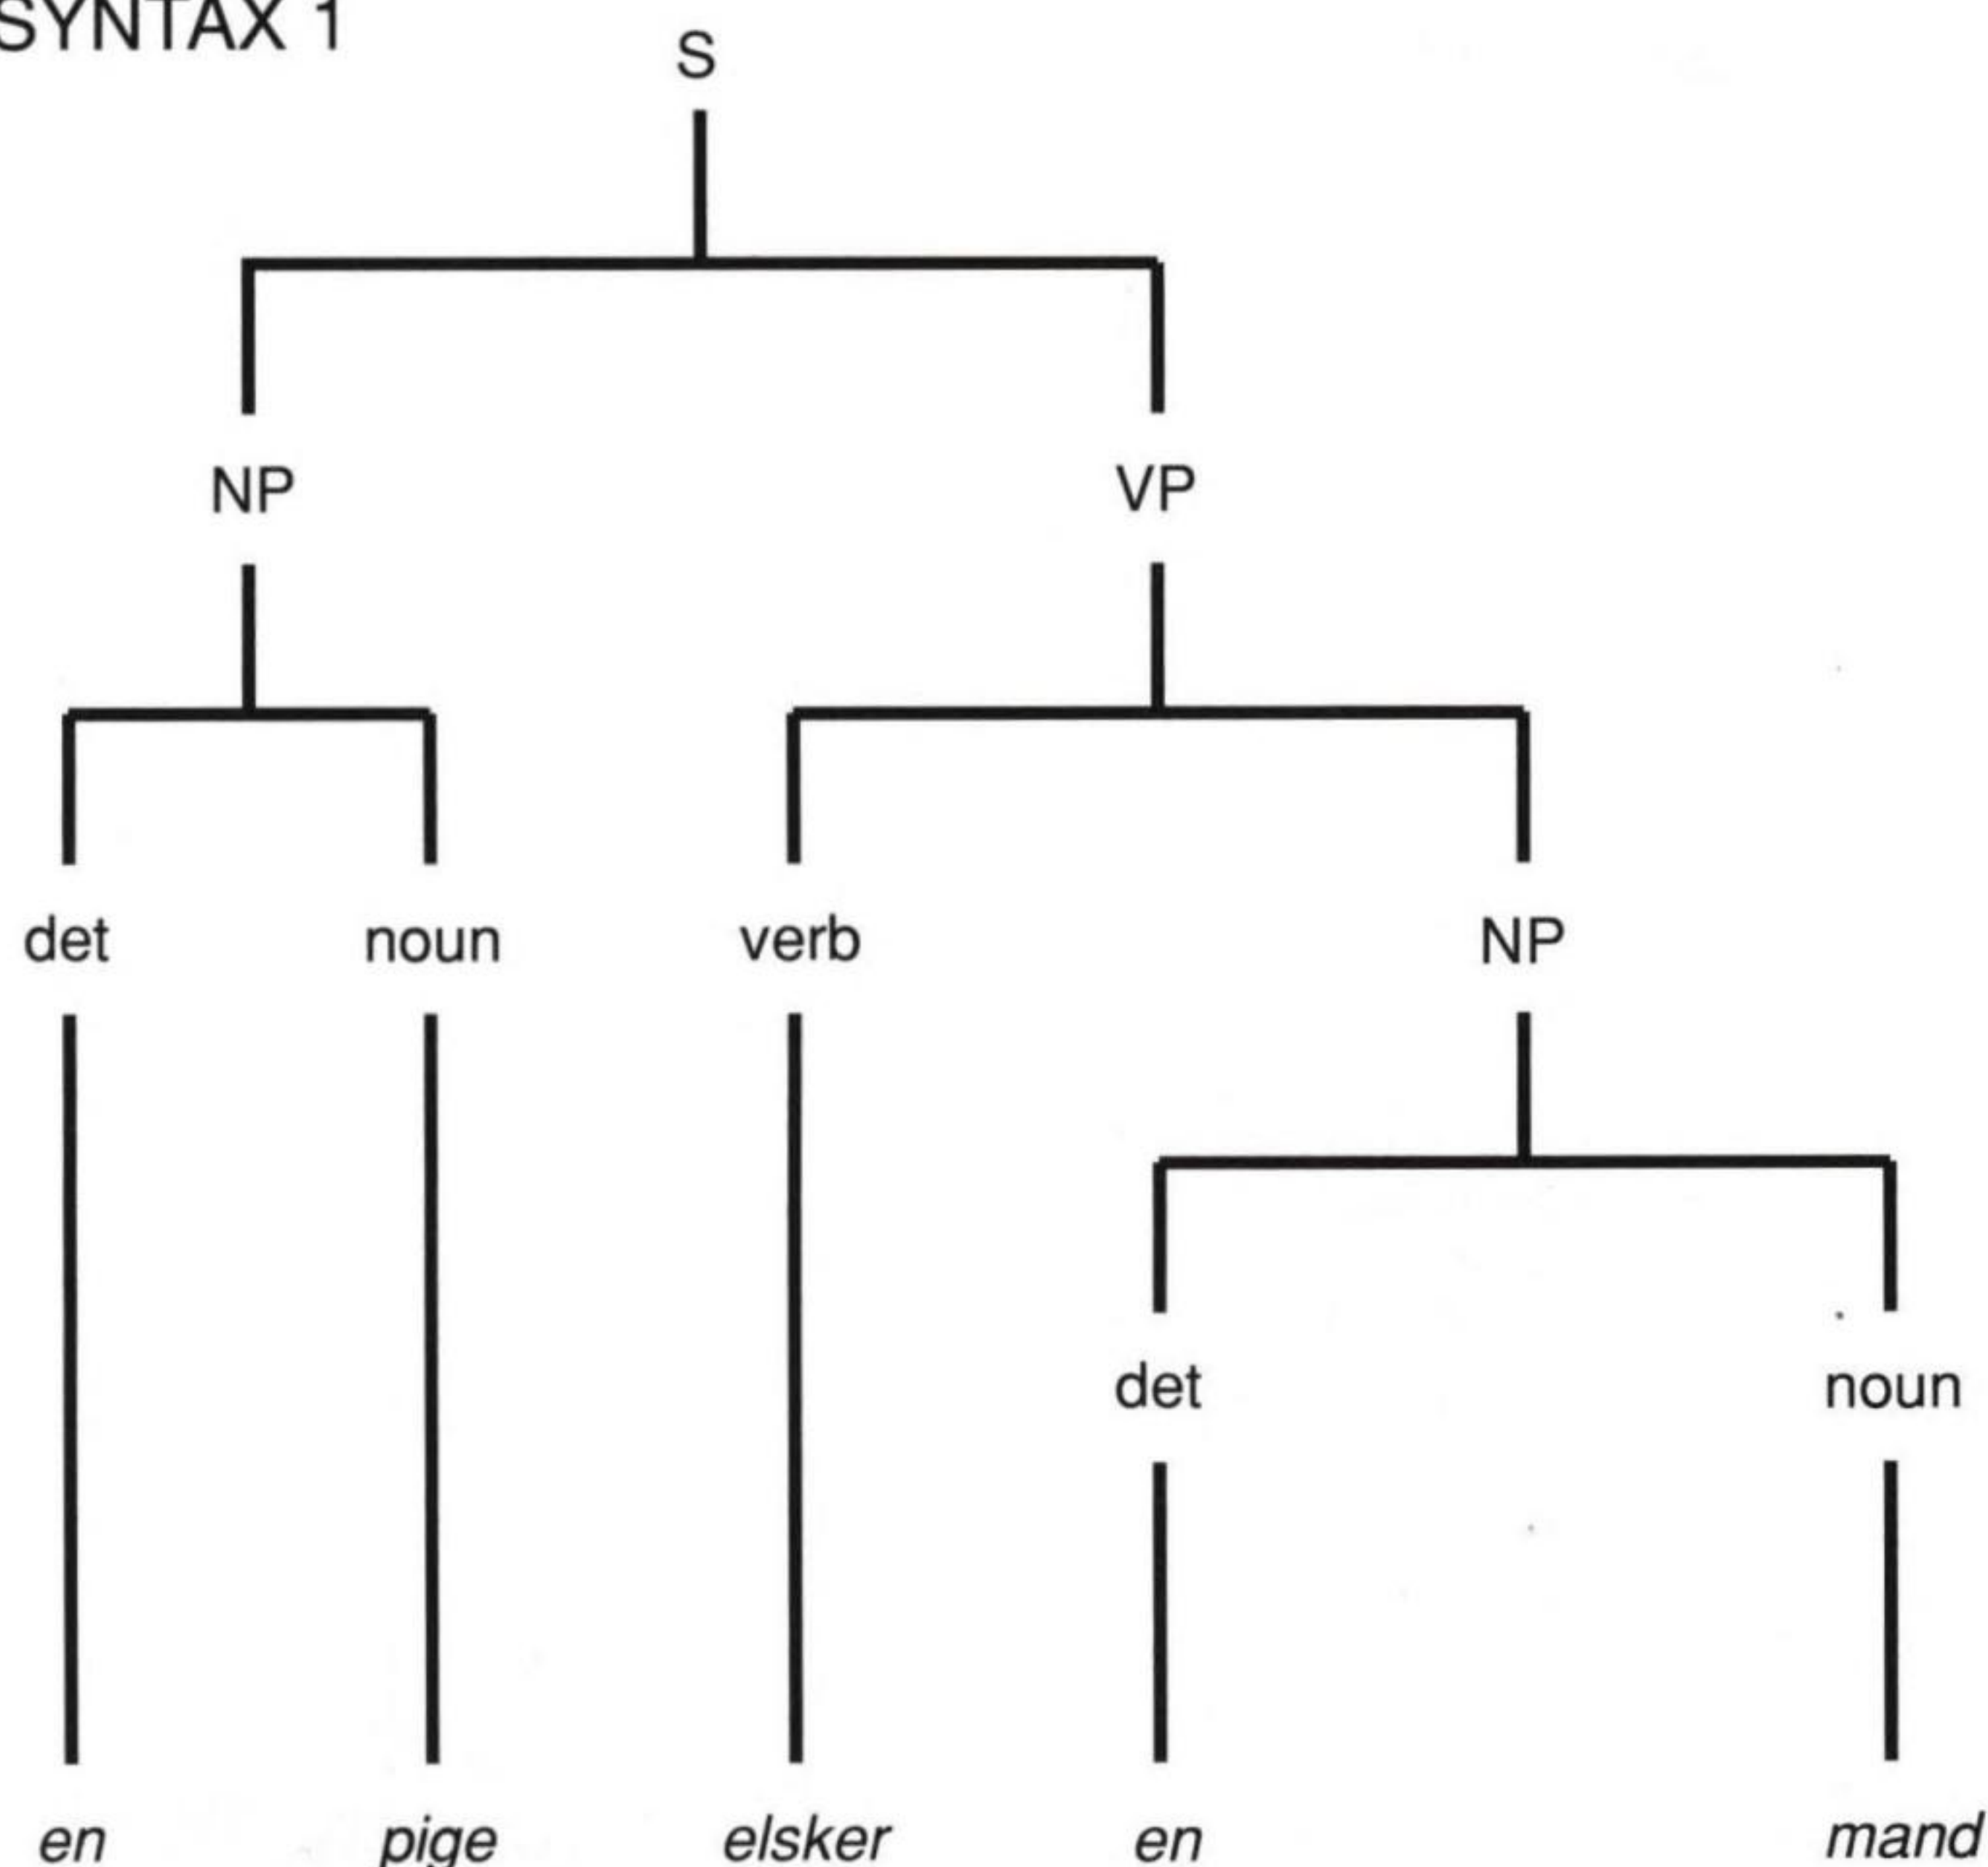 SYNTAX 1
S
NP VP
det noun verb NP
det noun
en pige elsker en mand